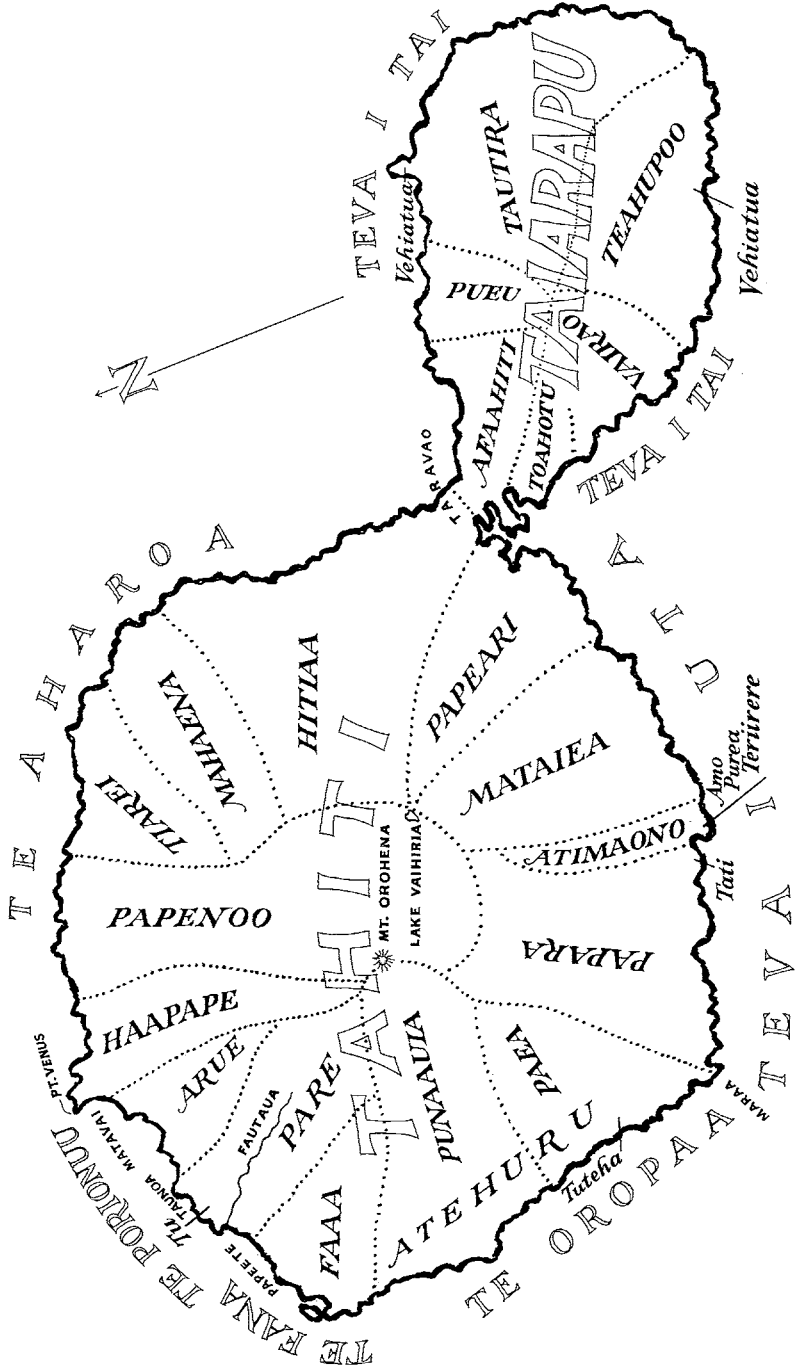 TEVA I TAI
Vehiatua
TAUTIRA
TAIARAPU
TEAHUPOO
Vehiatua
PUEU
VAIRAO
AFAAHITI
TOAHOTU
TEVA I TAI
N
TARAVAO
TE AHAROA
HITIAA
MAHAENA
TIAREI
PAPENOO
HAAPAPE
ARUE
PARE
FAUTAUA
FAAA
TAHITI
MT. OROHENA
LAKE VAIHIRIA
PAPEARI
MATAIEA
ATIMAONO
PAPARA
PAEA
PUNAAUIA
ATEHURU
TEVA I UTA
Amo
Purea
Teriirere
Tati
MARAA
TE OROPAA
Tuteha
TE FANA
TE PORIONUU
PT. VENUS
MATAVAI
TAUNOA
Tu
PAPEETE